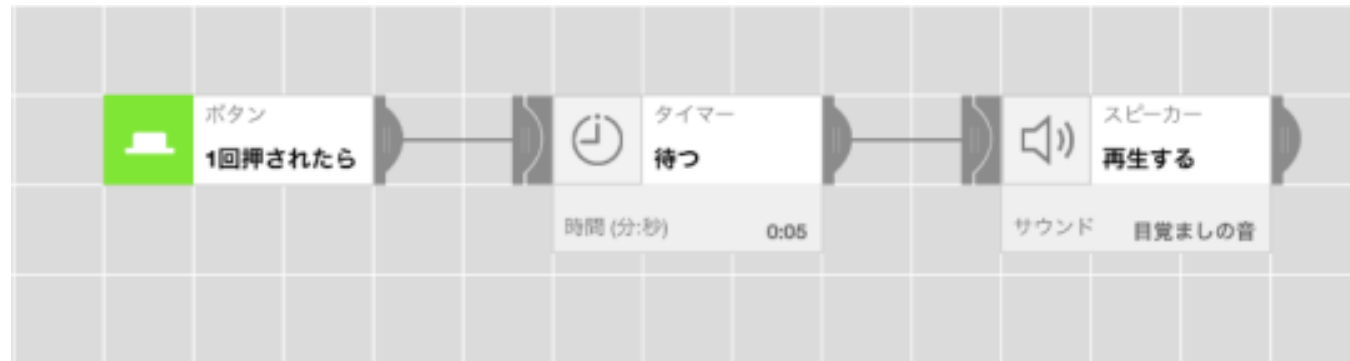 ボタン
1回押されたら
タイマー
待つ
時間 (分:秒) 0:05
スピーカー
再生する
サウンド 目覚ましの音